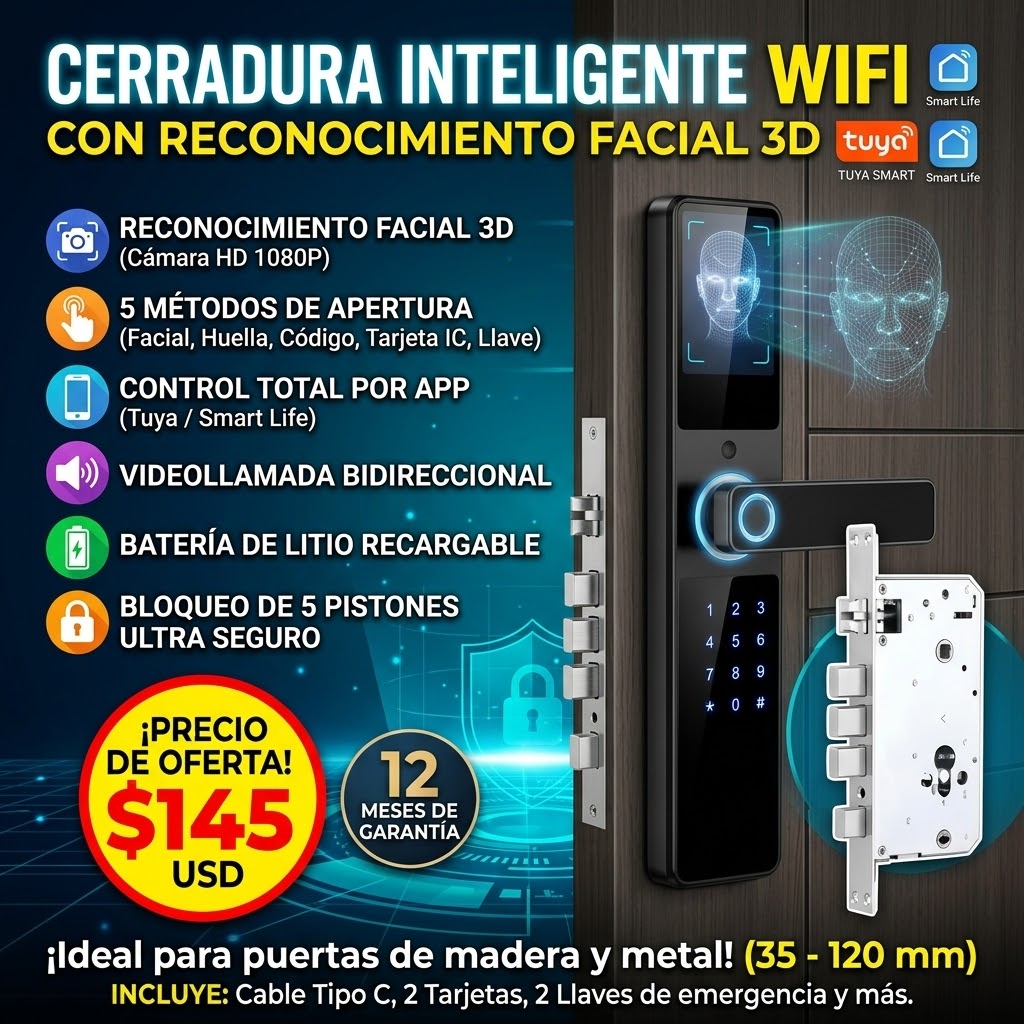 CERRADURA INTELIGENTE WIFI
Smart Life
CON RECONOCIMIENTO FACIAL 3D
tuya
TUYA SMART
Smart Life
RECONOCIMIENTO FACIAL 3D
(Cámara HD 1080P)
5 MÉTODOS DE APERTURA
(Facial, Huella, Código, Tarjeta IC, Llave)
CONTROL TOTAL POR APP
(Tuya / Smart Life)
VIDEOLLAMADA BIDIRECCIONAL
BATERÍA DE LITIO RECARGABLE
BLOQUEO DE 5 PISTONES
ULTRA SEGURO
1 2 3
4 5 6
7 8 9
* 0 #
¡PRECIO
DE OFERTA!
$145
USD
12
MESES DE
GARANTÍA
¡Ideal para puertas de madera y metal! (35 - 120 mm)
INCLUYE: Cable Tipo C, 2 Tarjetas, 2 Llaves de emergencia y más.